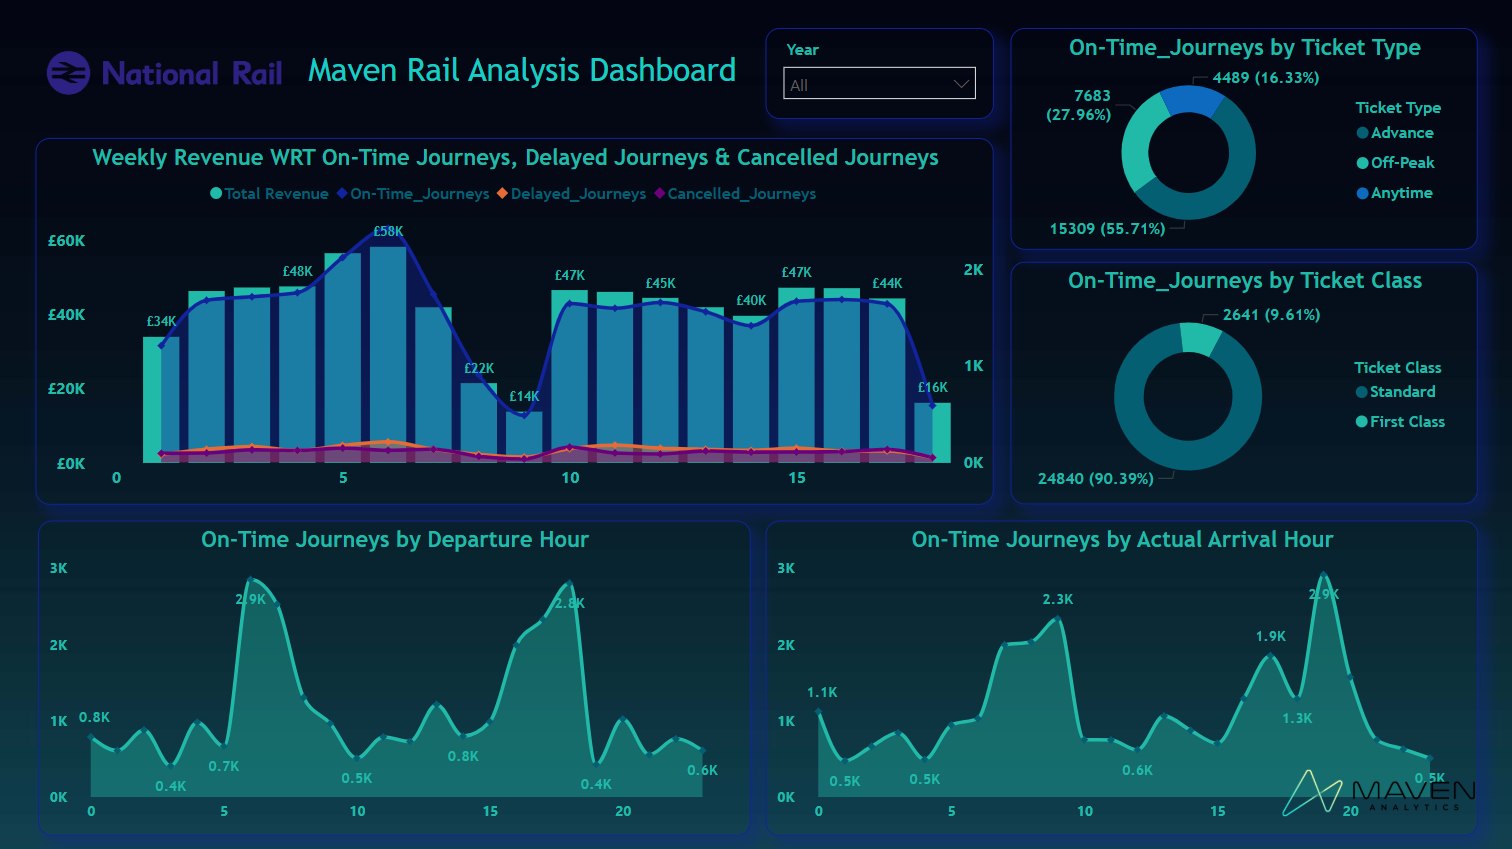 National Rail
Maven Rail Analysis Dashboard
Year
All
Weekly Revenue WRT On-Time Journeys, Delayed Journeys & Cancelled Journeys
Total Revenue On-Time_Journeys Delayed_Journeys Cancelled_Journeys
£60K
£40K
£20K
£0K
£34K
£48K
£58K
£22K
£14K
£47K
£45K
£40K
£47K
£44K
£16K
2K
1K
0K
0 5 10 15
On-Time_Journeys by Ticket Type
4489 (16.33%)
7683
(27.96%)
15309 (55.71%)
Ticket Type
Advance
Off-Peak
Anytime
On-Time_Journeys by Ticket Class
2641 (9.61%)
24840 (90.39%)
Ticket Class
Standard
First Class
On-Time Journeys by Departure Hour
3K
2K
1K
0K
0.8K
0.4K
0.7K
2.9K
0.5K
0.8K
2.8K
0.4K
0.6K
0 5 10 15 20
On-Time Journeys by Actual Arrival Hour
3K
2K
1K
0K
1.1K
0.5K
0.5K
2.3K
0.6K
1.9K
1.3K
2.9K
0.5K
0 5 10 15 20
MAVEN
ANALYTICS